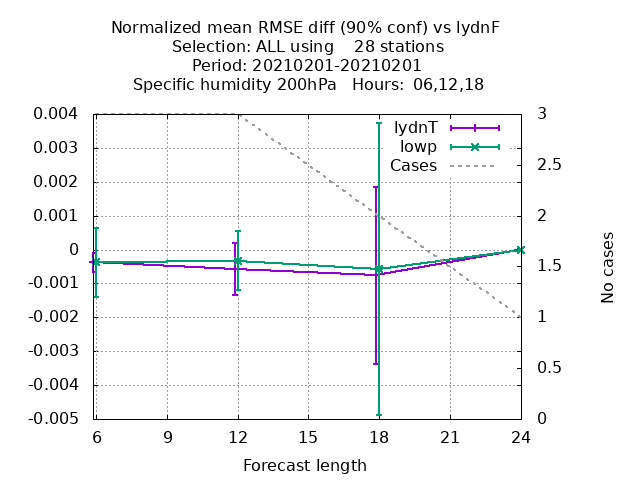 Normalized mean RMSE diff (90% conf) vs lydnF
Selection: ALL using    28 stations
Period: 20210201-20210201
Specific humidity 200hPa   Hours:  06,12,18
lydnT
lowp
Cases
0.004
0.003
0.002
0.001
0
-0.001
-0.002
-0.003
-0.004
-0.005
3
2.5
2
1.5
1
0.5
0
No cases
6 9 12 15 18 21 24
Forecast length